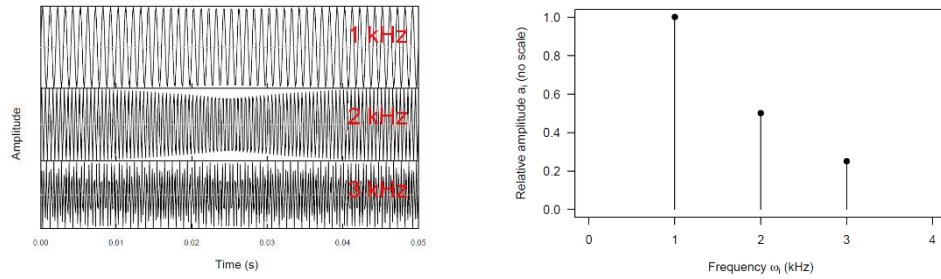 Amplitude
1 kHz
2 kHz
3 kHz
0.00 0.01 0.02 0.03 0.04 0.05
Time (s)
Relative amplitude aᵢ (no scale)
1.0
0.8
0.6
0.4
0.2
0.0
0 1 2 3 4
Frequency ωᵢ (kHz)